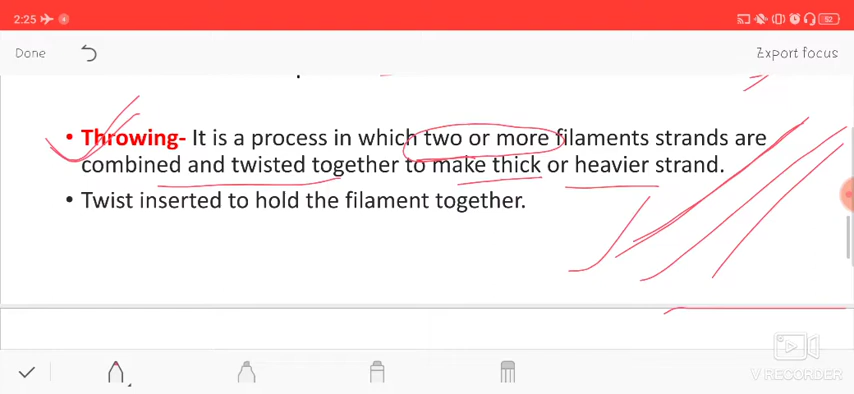 2:25
92
Done
Export focus
• Throwing- It is a process in which two or more filaments strands are
combined and twisted together to make thick or heavier strand.
• Twist inserted to hold the filament together.
V RECORDER